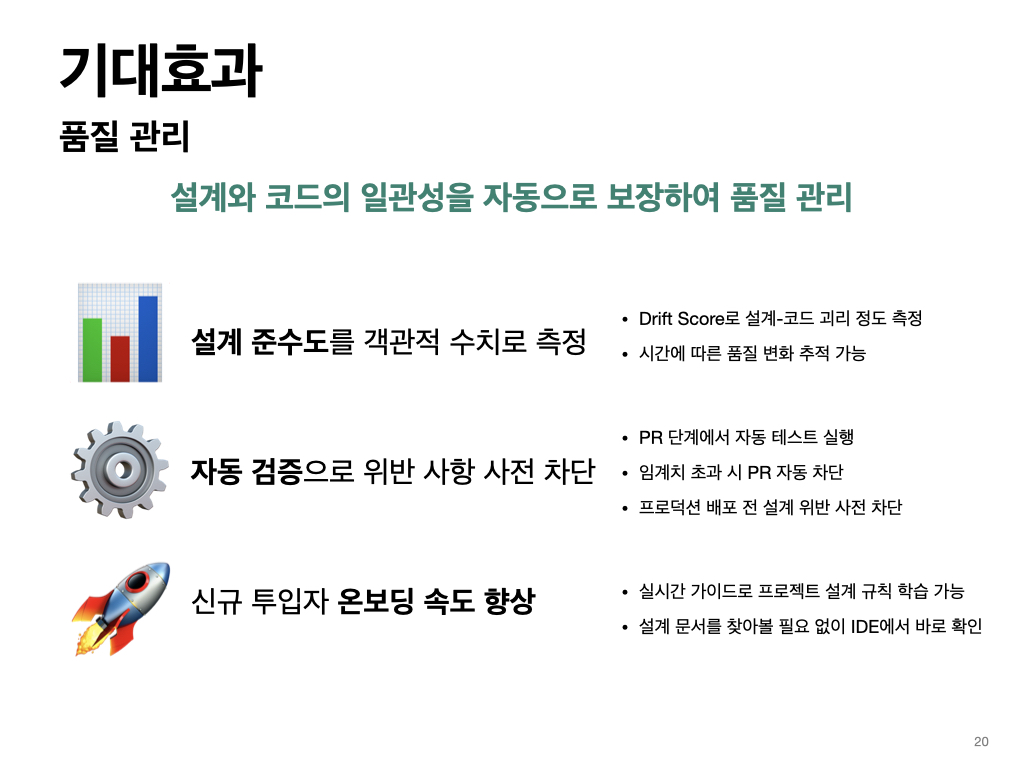 기대효과
품질 관리
설계와 코드의 일관성을 자동으로 보장하여 품질 관리
설계 준수도를 객관적 수치로 측정
• Drift Score로 설계-코드 괴리 정도 측정
• 시간에 따른 품질 변화 추적 가능
자동 검증으로 위반 사항 사전 차단
• PR 단계에서 자동 테스트 실행
• 임계치 초과 시 PR 자동 차단
• 프로덕션 배포 전 설계 위반 사전 차단
신규 투입자 온보딩 속도 향상
• 실시간 가이드로 프로젝트 설계 규칙 학습 가능
• 설계 문서를 찾아볼 필요 없이 IDE에서 바로 확인
20